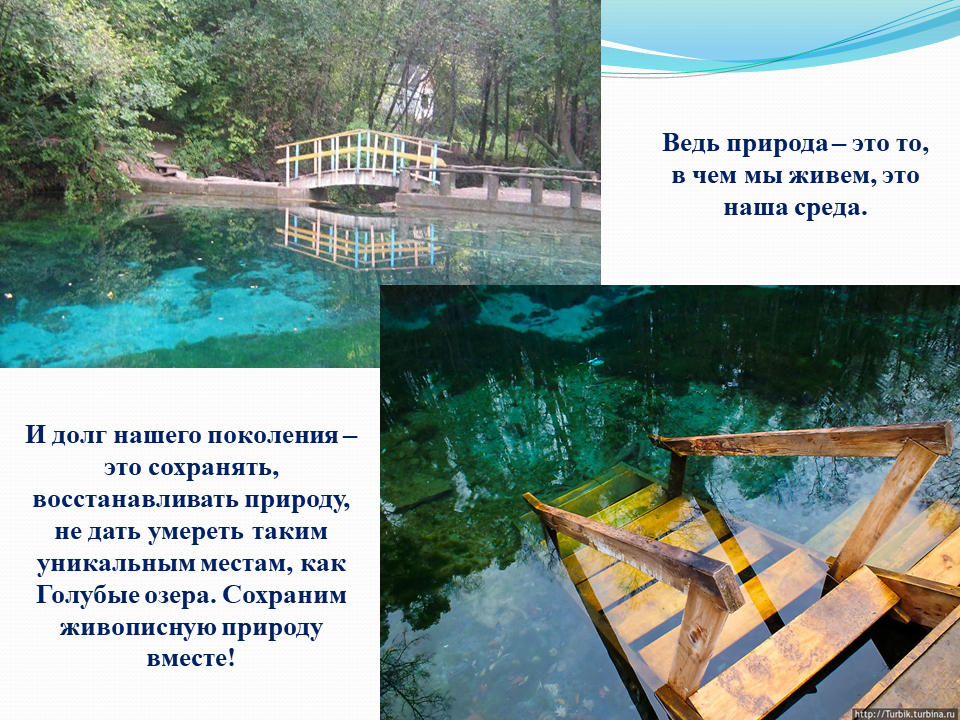 Ведь природа – это то,
в чем мы живем, это
наша среда.
И долг нашего поколения –
это сохранять,
восстанавливать природу,
не дать умереть таким
уникальным местам, как
Голубые озера. Сохраним
живописную природу
вместе!
http://Turbik.turbina.ru